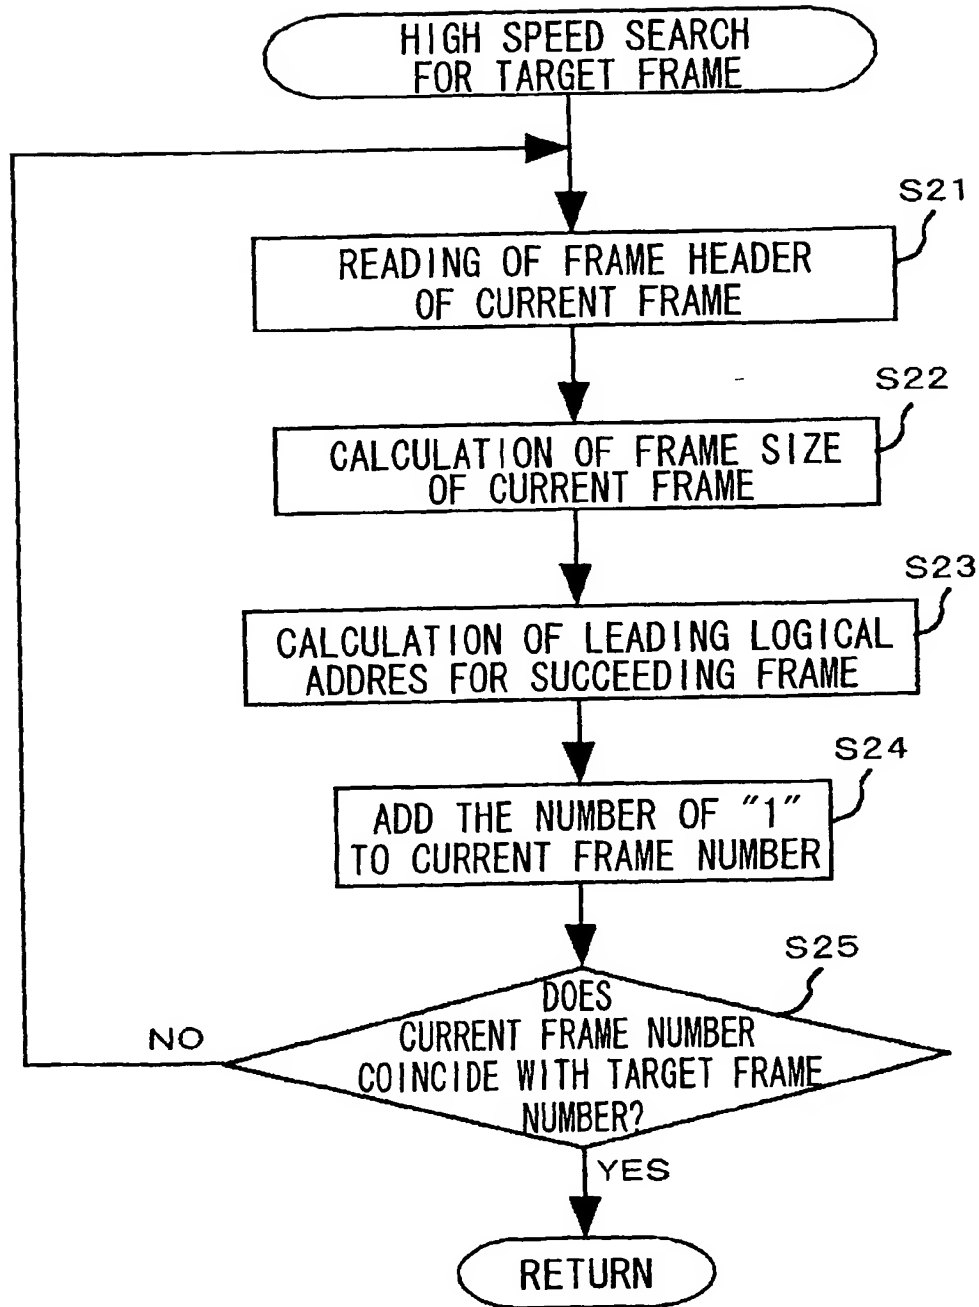 HIGH SPEED SEARCH
FOR TARGET FRAME
S21
READING OF FRAME HEADER
OF CURRENT FRAME
S22
CALCULATION OF FRAME SIZE
OF CURRENT FRAME
S23
CALCULATION OF LEADING LOGICAL
ADDRES FOR SUCCEEDING FRAME
S24
ADD THE NUMBER OF "1"
TO CURRENT FRAME NUMBER
S25
DOES
CURRENT FRAME NUMBER
COINCIDE WITH TARGET FRAME
NUMBER?
NO
YES
RETURN